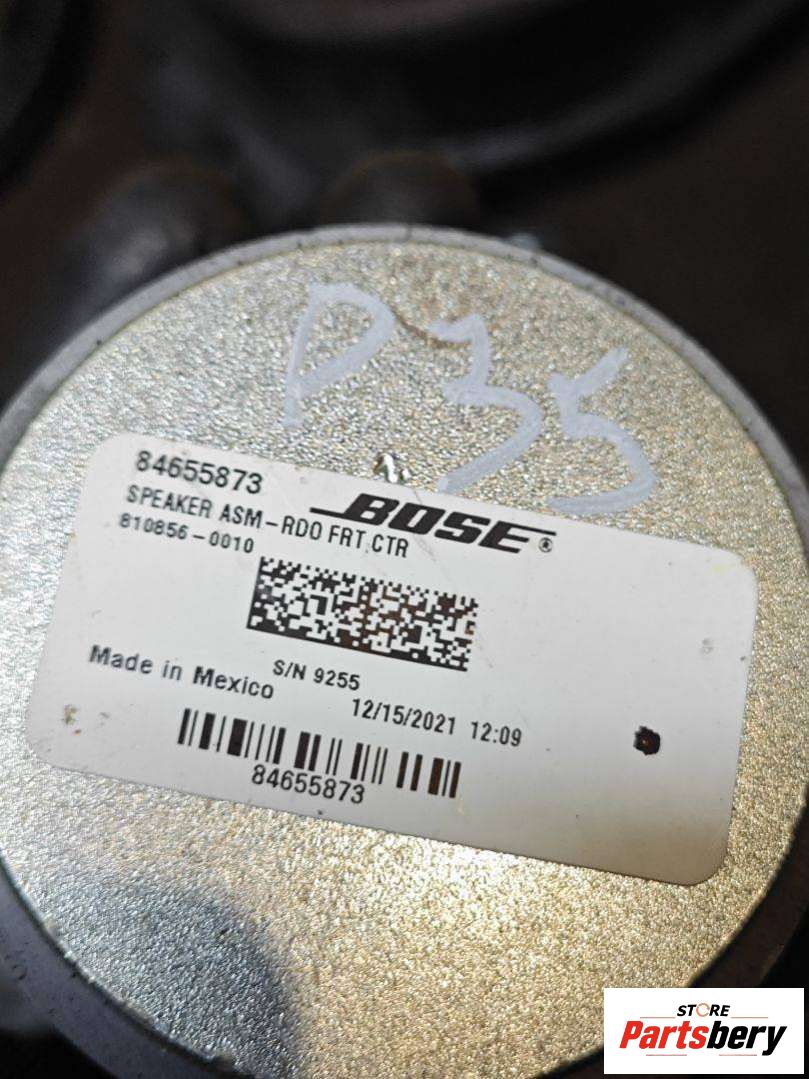 P 35
84655873
SPEAKER ASM-RDO FRT CTR
810856-0010
BOSE®
S/N 9255
Made in Mexico
12/15/2021 12:09
84655873
STORE
Partsbery